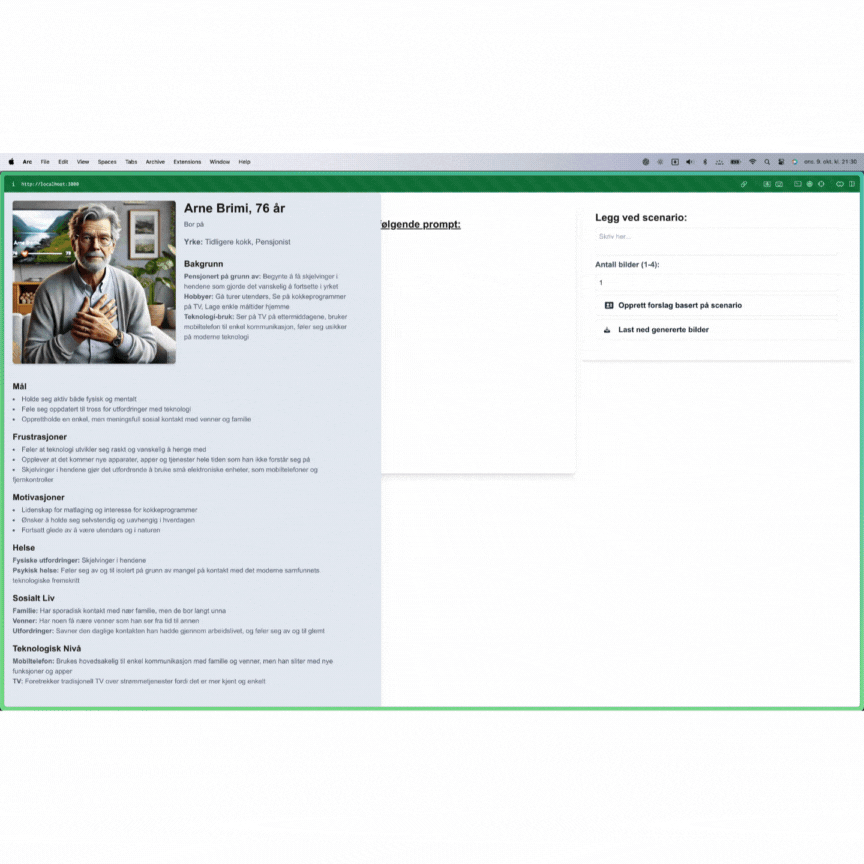 Arc File Edit View Spaces Tabs Archive Extensions Window Help
ons. 9. okt. kl. 21:30
http://localhost:3000
Arne Brimi, 76 år
Bor på
Yrke: Tidligere kokk, Pensjonist
Bakgrunn
Pensjonert på grunn av: Begynte å få skjelvinger i
hendene som gjorde det vanskelig å fortsette i yrket
Hobbyer: Gå turer utendørs, Se på kokkeprogrammer
på TV, Lage enkle måltider hjemme
Teknologi-bruk: Ser på TV på ettermiddagene, bruker
mobiltelefon til enkel kommunikasjon, føler seg usikker
på moderne teknologi
Mål
• Holde seg aktiv både fysisk og mentalt
• Føle seg oppdatert til tross for utfordringer med teknologi
• Opprettholde en enkel, men meningsfull sosial kontakt med venner og familie
Frustrasjoner
• Føler at teknologi utvikler seg raskt og vanskelig å henge med
• Opplever at det kommer nye apparater, apper og tjenester hele tiden som han ikke forstår seg på
• Skjelvinger i hendene gjør det utfordrende å bruke små elektroniske enheter, som mobiltelefoner og
fjernkontroller
Motivasjoner
• Lidenskap for matlaging og interesse for kokkeprogrammer
• Ønsker å holde seg selvstendig og uavhengig i hverdagen
• Fortsatt glede av å være utendørs og i naturen
Helse
Fysiske utfordringer: Skjelvinger i hendene
Psykisk helse: Føler seg av og til isolert på grunn av mangel på kontakt med det moderne samfunnets
teknologiske fremskritt
Sosialt Liv
Familie: Har sporadisk kontakt med nær familie, men de bor langt unna
Venner: Har noen få nære venner som han ser fra tid til annen
Utfordringer: Savner den daglige kontakten han hadde gjennom arbeidslivet, og føler seg av og til glemt
Teknologisk Nivå
Mobiltelefon: Brukes hovedsakelig til enkel kommunikasjon med familie og venner, men han sliter med nye
funksjoner og apper
TV: Foretrekker tradisjonell TV over strømmetjenester fordi det er mer kjent og enkelt
ølgende prompt:
Legg ved scenario:
Skriv her...
Antall bilder (1-4):
1
Opprett forslag basert på scenario
Last ned genererte bilder